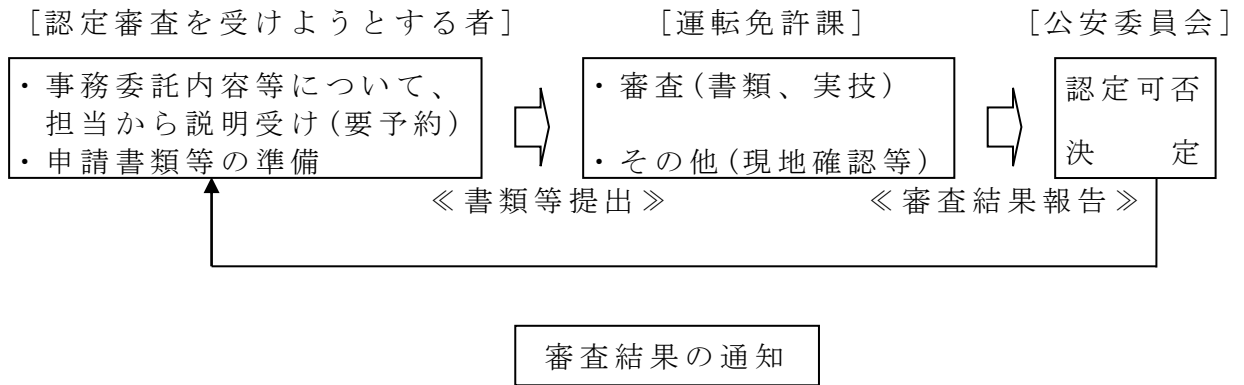 [認定審査を受けようとする者]
[運転免許課]
[公安委員会]
・事務委託内容等について、
担当から説明受け(要予約)
・申請書類等の準備
・審査(書類、実技)
・その他(現地確認等)
認定可否
決 定
≪書類等提出≫
≪審査結果報告≫
審査結果の通知